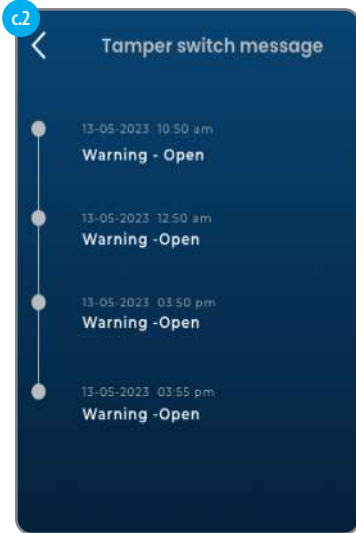 c.2
Tamper switch message
13-05-2023 10:50 am
Warning - Open
13-05-2023 12:50 am
Warning -Open
13-05-2023 03:50 pm
Warning -Open
13-05-2023 03:55 pm
Warning -Open